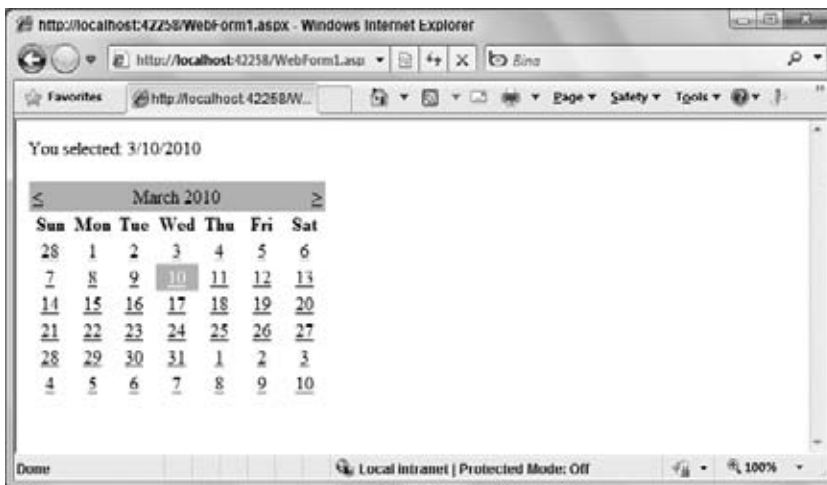 http://localhost:42258/WebForm1.aspx - Windows Internet Explorer
http://localhost:42258/WebForm1.asp Bing
Favorites http://localhost:42258/W... Page Safety Tools
You selected: 3/10/2010
< March 2010 >
Sun Mon Tue Wed Thu Fri Sat
28 1 2 3 4 5 6
7 8 9 10 11 12 13
14 15 16 17 18 19 20
21 22 23 24 25 26 27
28 29 30 31 1 2 3
4 5 6 7 8 9 10
Done Local intranet | Protected Mode: Off 100%